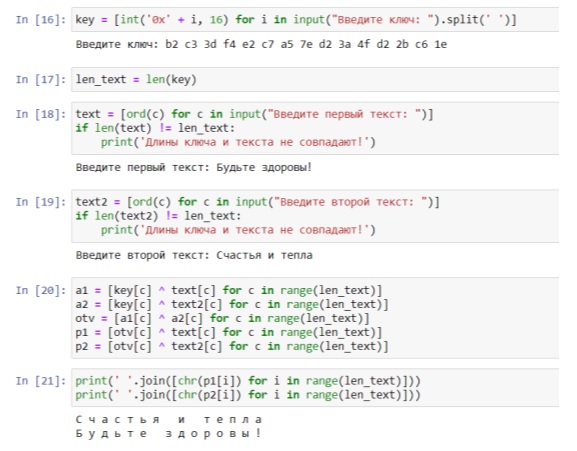 In [16]: key = [int('0x' + i, 16) for i in input("Введите ключ: ").split(' ')]
Введите ключ: b2 c3 3d f4 e2 c7 a5 7e d2 3a 4f d2 2b c6 1e
In [17]: len_text = len(key)
In [18]: text = [ord(c) for c in input("Введите первый текст: ")]
if len(text) != len_text:
    print('Длины ключа и текста не совпадают!')
Введите первый текст: Будьте здоровы!
In [19]: text2 = [ord(c) for c in input("Введите второй текст: ")]
if len(text2) != len_text:
    print('Длины ключа и текста не совпадают!')
Введите второй текст: Счастья и тепла
In [20]: a1 = [key[c] ^ text[c] for c in range(len_text)]
a2 = [key[c] ^ text2[c] for c in range(len_text)]
otv = [a1[c] ^ a2[c] for c in range(len_text)]
p1 = [otv[c] ^ text[c] for c in range(len_text)]
p2 = [otv[c] ^ text2[c] for c in range(len_text)]
In [21]: print(' '.join([chr(p1[i]) for i in range(len_text)]))
print(' '.join([chr(p2[i]) for i in range(len_text)]))
С ч а с т ь я   и   т е п л а
Б у д ь т е   з д о р о в ы !